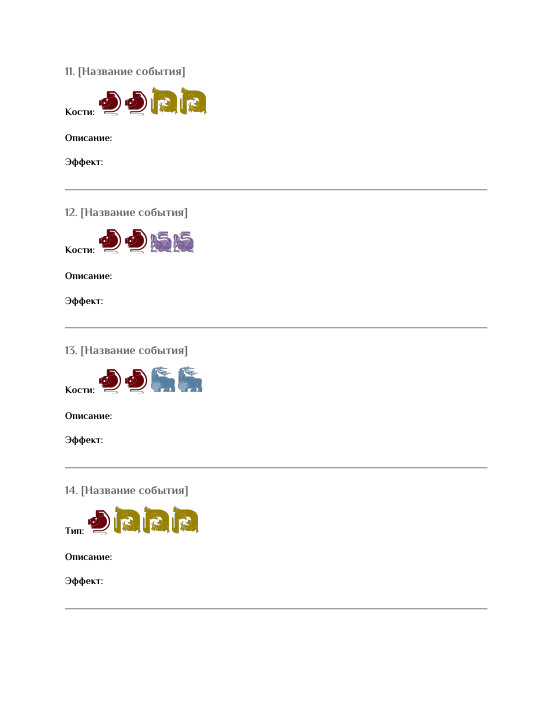 11. [Название события]
Кости:
Описание:
Эффект:
12. [Название события]
Кости:
Описание:
Эффект:
13. [Название события]
Кости:
Описание:
Эффект:
14. [Название события]
Тип:
Описание:
Эффект: